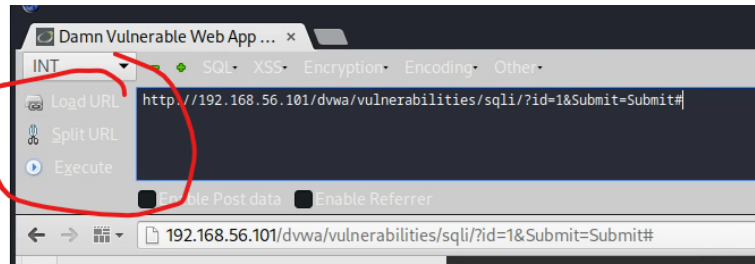 Damn Vulnerable Web App ... ×
INT SQL- XSS- Encryption- Encoding- Other-
Load URL http://192.168.56.101/dvwa/vulnerabilities/sqli/?id=1&Submit=Submit#
Split URL
Execute
Enable Post data Enable Referrer
192.168.56.101/dvwa/vulnerabilities/sqli/?id=1&Submit=Submit#